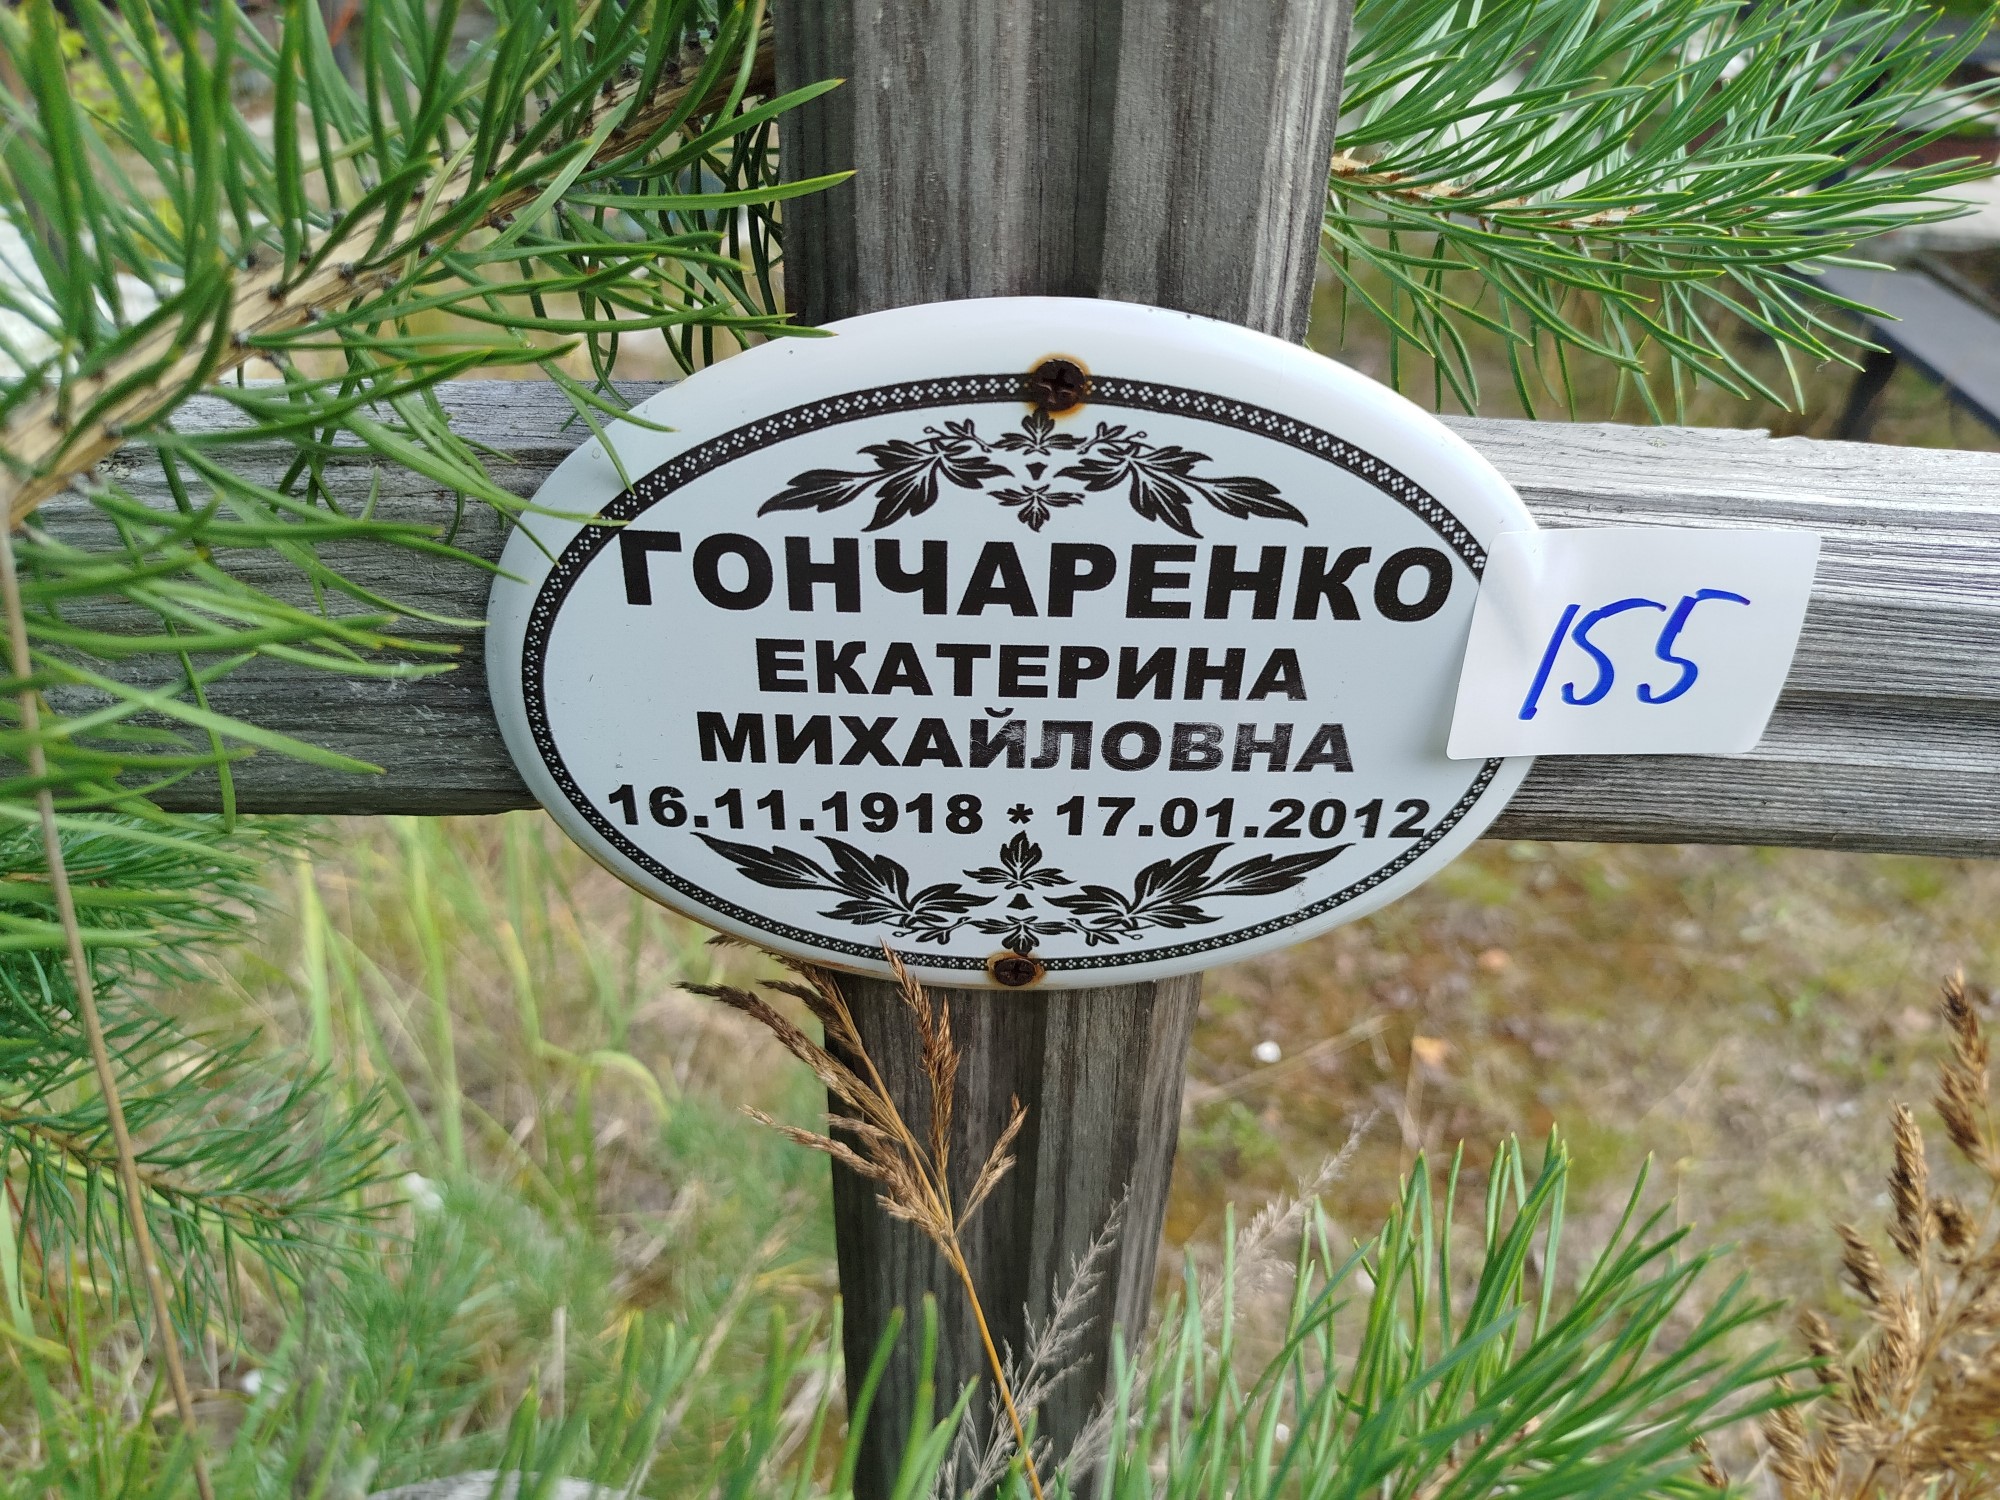 ГОНЧАРЕНКО
ЕКАТЕРИНА
МИХАЙЛОВНА
16.11.1918 * 17.01.2012
155